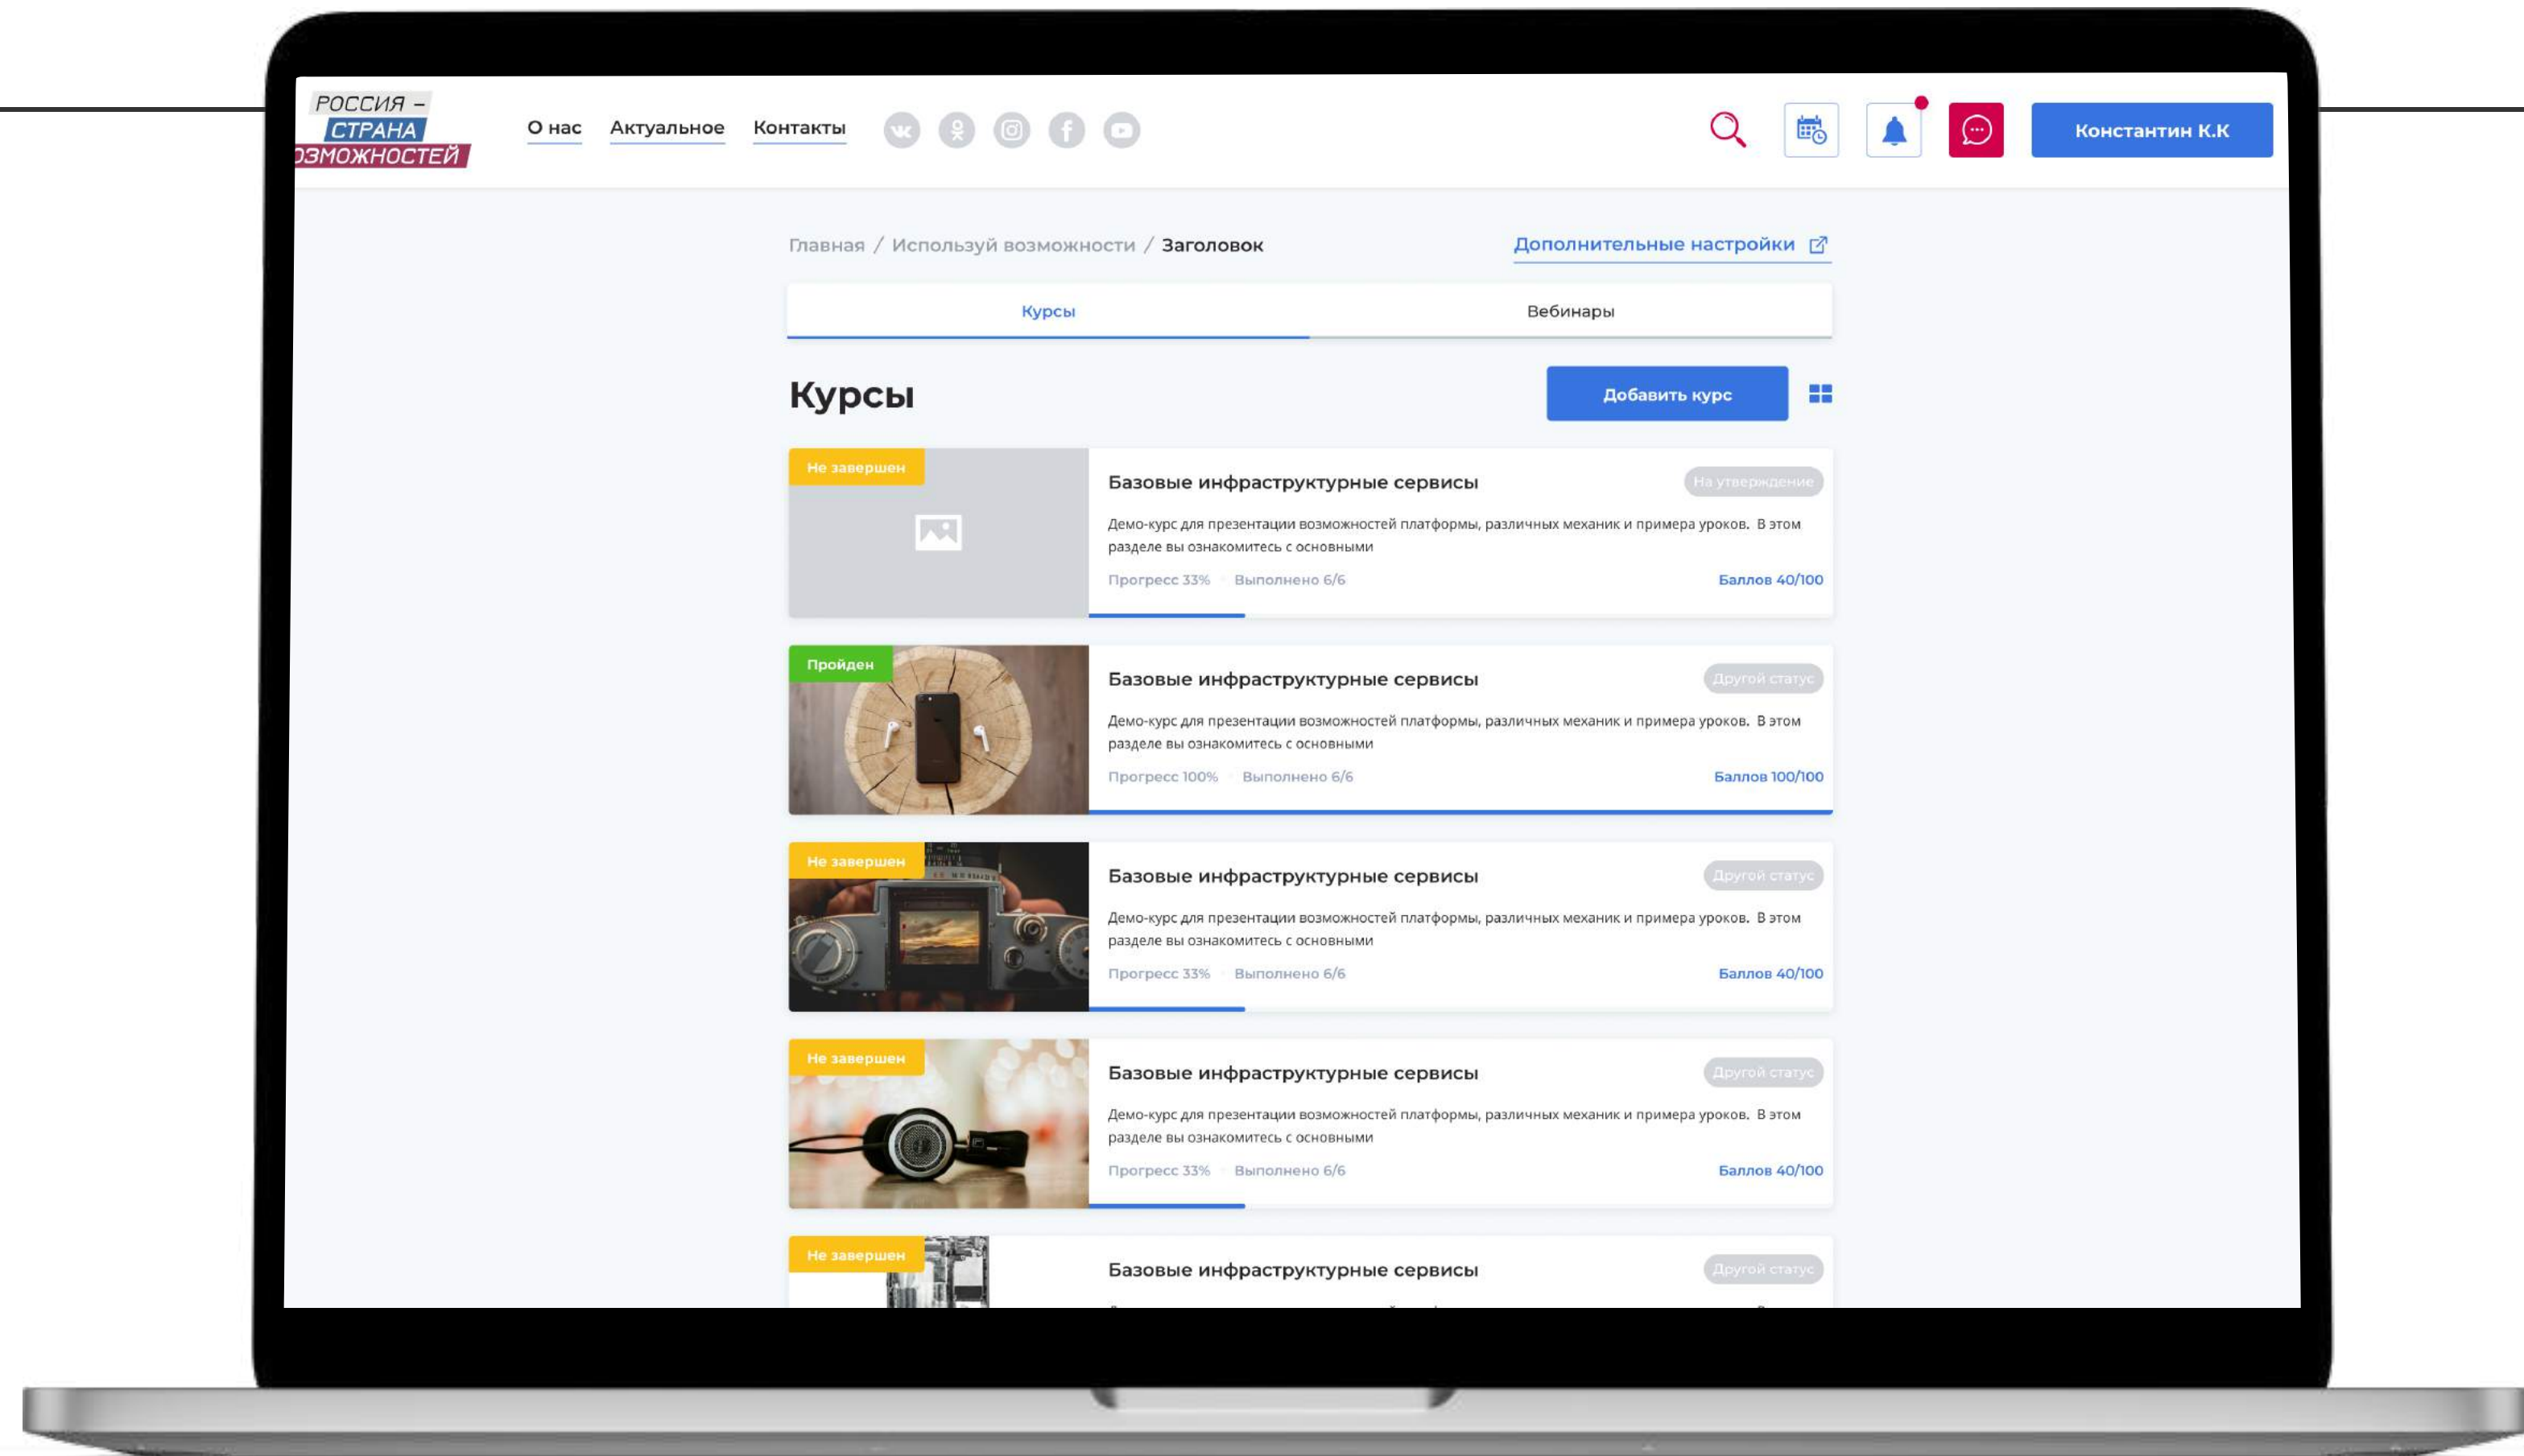 РОССИЯ –
СТРАНА
ОЗМОЖНОСТЕЙ
О нас Актуальное Контакты
Константин К.К
Главная / Используй возможности / Заголовок
Дополнительные настройки
Курсы
Вебинары
Курсы
Добавить курс
Не завершен
Базовые инфраструктурные сервисы
На утверждение
Демо-курс для презентации возможностей платформы, различных механик и примера уроков. В этом
разделе вы ознакомитесь с основными
Прогресс 33% Выполнено 6/6
Баллов 40/100
Пройден
Базовые инфраструктурные сервисы
Другой статус
Демо-курс для презентации возможностей платформы, различных механик и примера уроков. В этом
разделе вы ознакомитесь с основными
Прогресс 100% Выполнено 6/6
Баллов 100/100
Не завершен
Базовые инфраструктурные сервисы
Другой статус
Демо-курс для презентации возможностей платформы, различных механик и примера уроков. В этом
разделе вы ознакомитесь с основными
Прогресс 33% Выполнено 6/6
Баллов 40/100
Не завершен
Базовые инфраструктурные сервисы
Другой статус
Демо-курс для презентации возможностей платформы, различных механик и примера уроков. В этом
разделе вы ознакомитесь с основными
Прогресс 33% Выполнено 6/6
Баллов 40/100
Не завершен
Базовые инфраструктурные сервисы
Другой статус